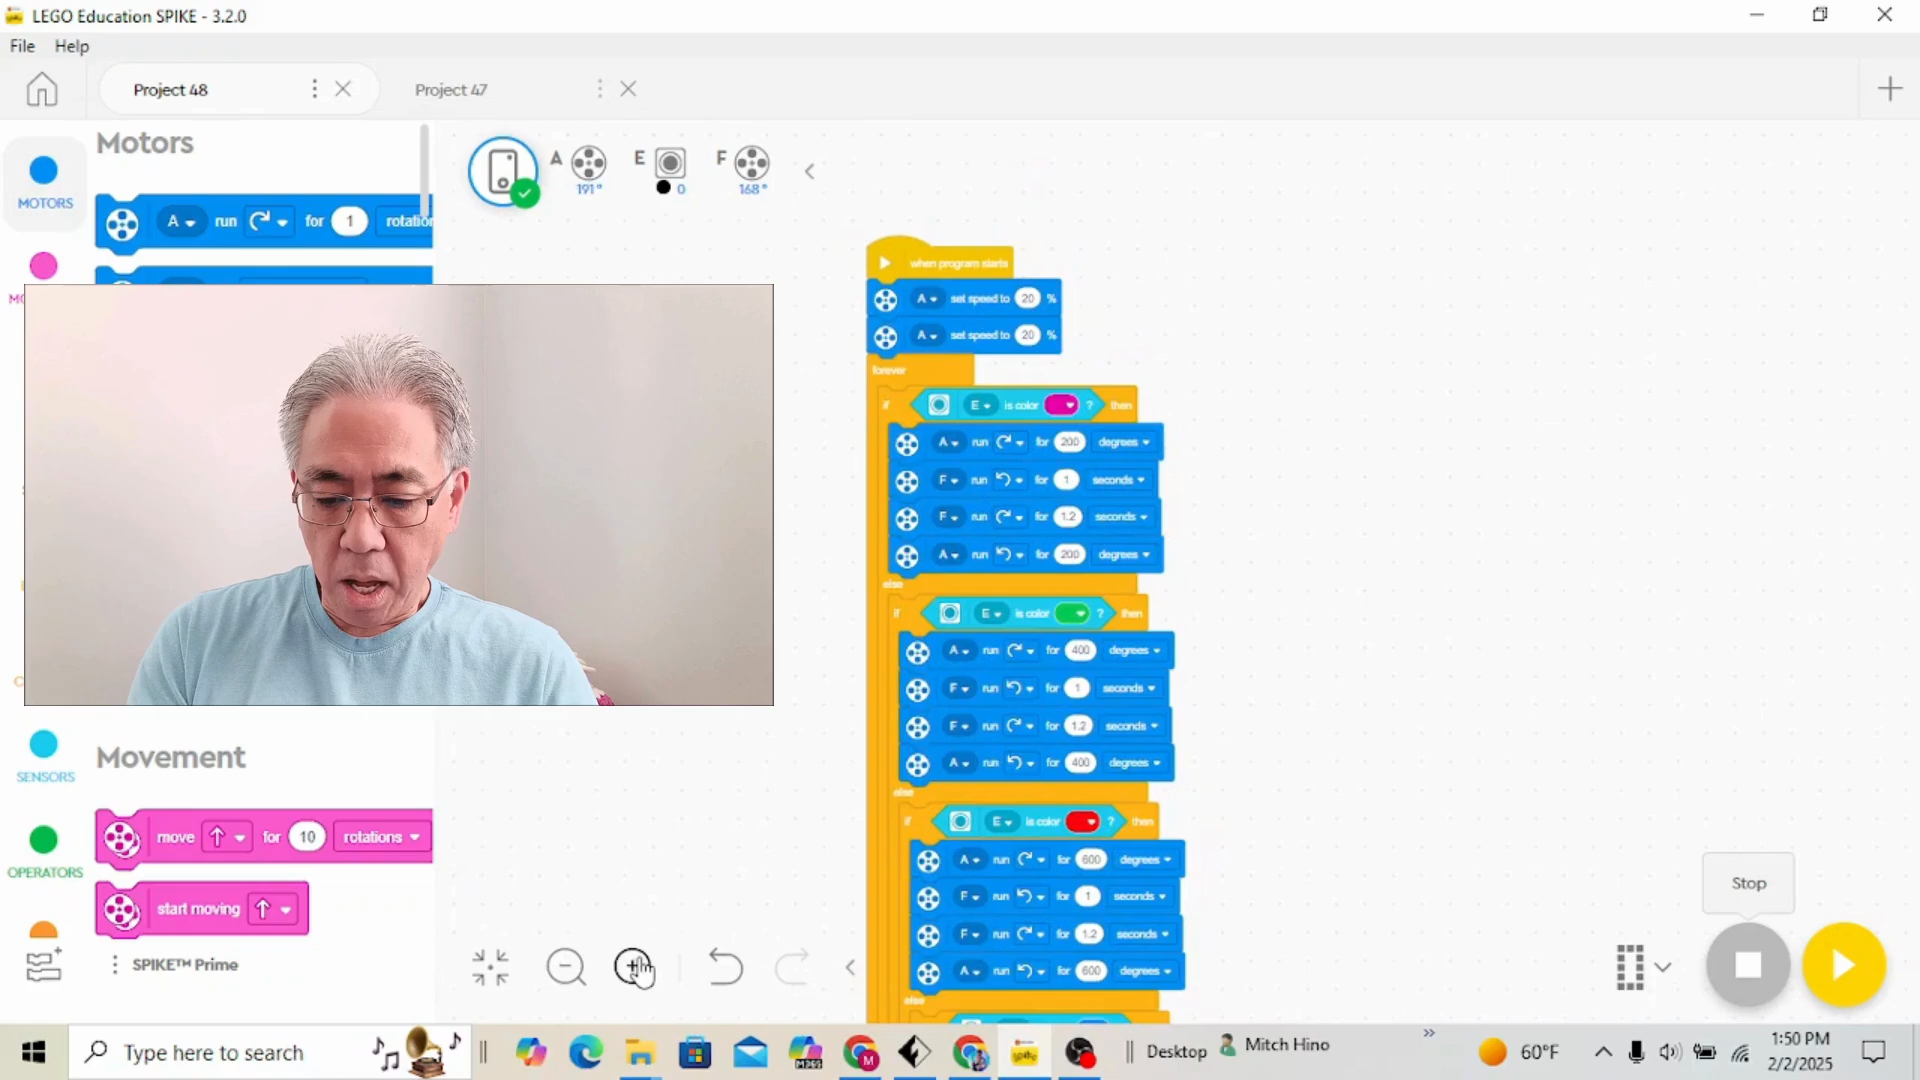 LEGO Education SPIKE - 3.2.0
File Help
Project 48
Project 47
Motors
MOTORS
A run for 1
A 191°
E 0
F 168°
when program starts
A set speed to 20 %
A set speed to 20 %
forever
if E is color ? then
A run for 200 degrees
F run for 1 seconds
F run for 1.2 seconds
A run for 200 degrees
else
if E is color ? then
A run for 400 degrees
F run for 1 seconds
F run for 1.2 seconds
A run for 400 degrees
else
if E is color ? then
A run for 600 degrees
F run for 1 seconds
F run for 1.2 seconds
A run for 600 degrees
else
SENSORS
Movement
move for 10 rotations
OPERATORS
start moving
SPIKE™ Prime
Stop
Type here to search
Desktop
Mitch Hino
60°F
1:50 PM
2/2/2025